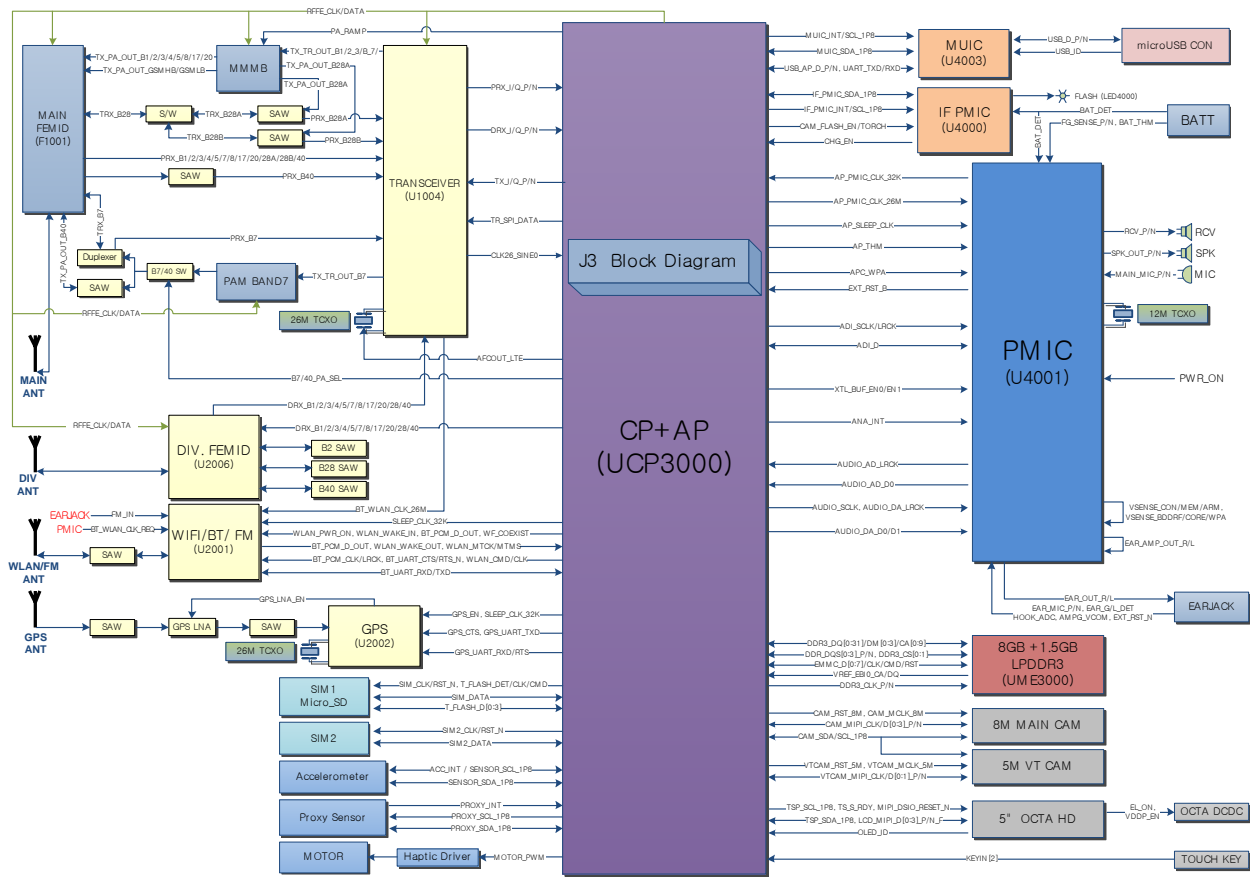 RFFE_CLK/DATA
PA_RAMP
MAIN
FEMID
(F1001)
TX_PA_OUT_B1/2/3/4/5/8/17/20
TX_PA_OUT_GSMHB/GSMLB
MMMB
TX_TR_OUT_B1/2/3/B_7/
TX_PA_OUT_B28A
TX_PA_OUT_B28A
TRX_B28
S/W
TRX_B28A
SAW
PRX_B28A
TRX_B28B
SAW
PRX_B28B
PRX_B1/2/3/4/5/7/8/17/20/28A/28B/40
SAW
PRX_B40
TRX_B7
TX_PA_OUT_B40
PRX_B7
Duplexer
SAW
B7/40 SW
PAM BAND7
TX_TR_OUT_B7
RFFE_CLK/DATA
26M TCXO
TRANSCEIVER
(U1004)
PRX_I/Q_P/N
DRX_I/Q_P/N
TX_I/Q_P/N
TR_SPI_DATA
CLK26_SINE0
AFCOUT_LTE
B7/40_PA_SEL
MAIN
ANT
DRX_B1/2/3/4/5/7/8/17/20/28/40
RFFE_CLK/DATA
DRX_B1/2/3/4/5/7/8/17/20/28/40
DIV. FEMID
(U2006)
B2 SAW
B28 SAW
B40 SAW
DIV
ANT
EARJACK
FM_IN
PMIC
BT_WLAN_CLK_REQ
SAW
WLAN/FM
ANT
WIFI/BT/ FM
(U2001)
BT_WLAN_CLK_26M
SLEEP_CLK_32K
WLAN_PWR_ON, WLAN_WAKE_IN, BT_PCM_D_OUT, WF_COEXIST
BT_PCM_D_OUT, WLAN_WAKE_OUT, WLAN_MTCK/MTMS
BT_PCM_CLK/LRCK, BT_UART_CTS/RTS_N, WLAN_CMD/CLK
BT_UART_RXD/TXD
GPS_LNA_EN
GPS
ANT
SAW
GPS LNA
SAW
26M TCXO
GPS
(U2002)
GPS_EN, SLEEP_CLK_32K
GPS_CTS, GPS_UART_TXD
GPS_UART_RXD/RTS
SIM1
Micro_SD
SIM_CLK/RST_N, T_FLASH_DET/CLK/CMD
SIM_DATA
T_FLASH_D[0:3]
SIM2
SIM2_CLK/RST_N
SIM2_DATA
Accelerometer
ACC_INT / SENSOR_SCL_1P8
SENSOR_SDA_1P8
Proxy Sensor
PROXY_INT
PROXY_SCL_1P8
PROXY_SDA_1P8
MOTOR
Haptic Driver
MOTOR_PWM
J3 Block Diagram
CP+AP
(UCP3000)
MUIC_INT/SCL_1P8
MUIC_SDA_1P8
USB_AP_D_P/N, UART_TXD/RXD
MUIC
(U4003)
USB_D_P/N
USB_ID
microUSB CON
IF_PMIC_SDA_1P8
IF_PMIC_INT/SCL_1P8
CAM_FLASH_EN/TORCH
CHG_EN
IF PMIC
(U4000)
FLASH (LED4000)
BAT_DET
FG_SENSE_P/N, BAT_THM
BAT_DET
BATT
AP_PMIC_CLK_32K
AP_PMIC_CLK_26M
AP_SLEEP_CLK
AP_THM
APC_WPA
EXT_RST_B
ADI_SCLK/LRCK
ADI_D
XTL_BUF_EN0/EN1
ANA_INT
AUDIO_AD_LRCK
AUDIO_AD_D0
AUDIO_SCLK, AUDIO_DA_LRCK
AUDIO_DA_D0/D1
PMIC
(U4001)
RCV_P/N
RCV
SPK_OUT_P/N
SPK
MAIN_MIC_P/N
MIC
12M TCXO
PWR_ON
VSENSE_CON/MEM/ARM,
VSENSE_BDDRF/CORE/WPA
EAR_AMP_OUT_R/L
EAR_OUT_R/L
EAR_MIC_P/N, EAR_G/L_DET
HOOK_ADC, AMPG_VCOM, EXT_RST_N
EARJACK
DDR3_DQ[0:31]/DM[0:3]/CA[0:9]
DDR_DQS[0:3]_P/N, DDR3_CS[0:1]
EMMC_D[0:7]/CLK/CMD/RST
VREF_EBI0_CA/DQ
DDR3_CLK_P/N
8GB +1.5GB
LPDDR3
(UME3000)
CAM_RST_8M, CAM_MCLK_8M
CAM_MIPI_CLK/D[0:3]_P/N
CAM_SDA/SCL_1P8
8M MAIN CAM
VTCAM_RST_5M, VTCAM_MCLK_5M
VTCAM_MIPI_CLK/D[0:1]_P/N
5M VT CAM
TSP_SCL_1P8, TS_S_RDY, MIPI_DSI0_RESET_N
TSP_SDA_1P8, LCD_MIPI_D[0:3]_P/N_F
OLED_ID
5" OCTA HD
EL_ON,
VDDP_EN
OCTA DCDC
KEYIN [2]
TOUCH KEY